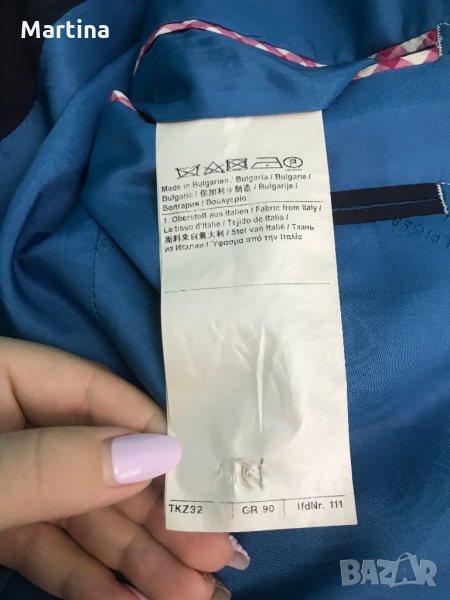 Martina
Made in Bulgarien / Bulgaria / Bulgarie /
Bulgaria / 保加利亚制造 / Bulgarije /
Болгария / Βουλγαρία
1. Oberstoff aus Italien / Fabric from Italy /
Le tissu d'Italie / Tejido de Italia /
面料来自意大利 / Stof van Italië / Ткань
из Италии / Ύφασμα από την Ιταλία
TKZ32 GR 90 lfdNr. 111
BAZAR